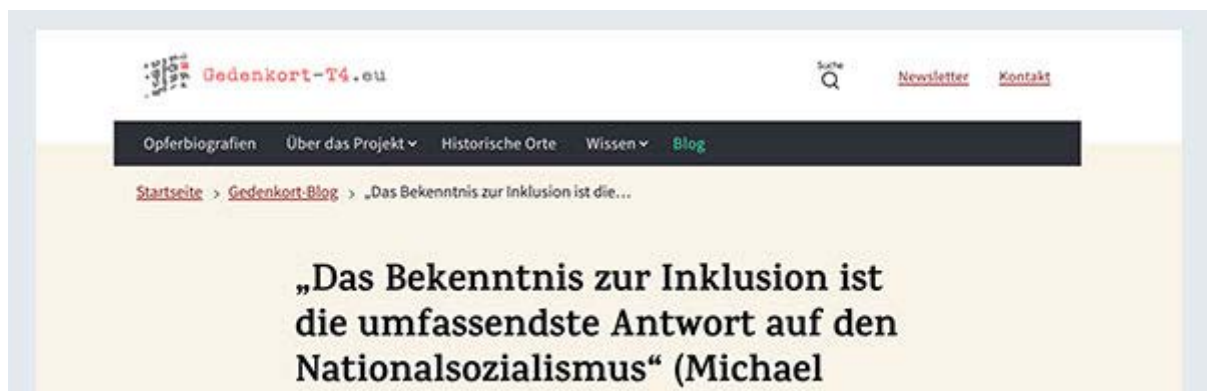 Gedenkort-T4.eu
Suche
Newsletter Kontakt
Opferbiografien Über das Projekt Historische Orte Wissen Blog
Startseite > Gedenkort-Blog > „Das Bekenntnis zur Inklusion ist die…
„Das Bekenntnis zur Inklusion ist
die umfassendste Antwort auf den
Nationalsozialismus“ (Michael